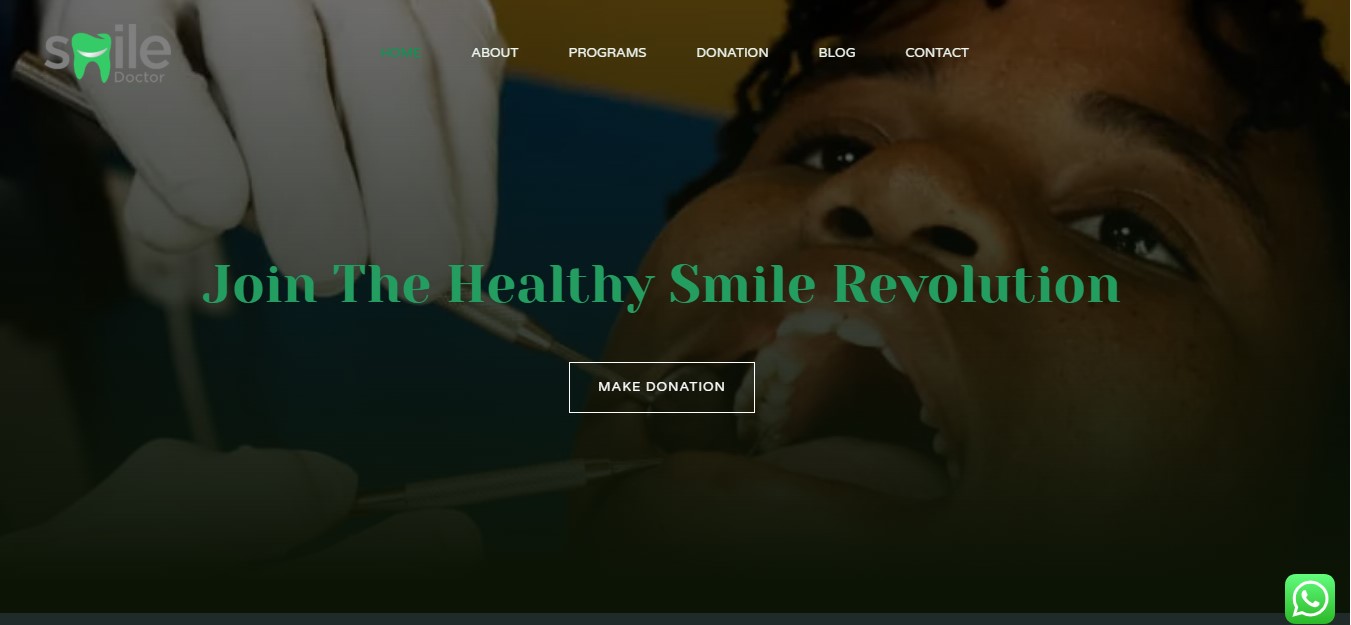 smile
Doctor
HOME
ABOUT
PROGRAMS
DONATION
BLOG
CONTACT
Join The Healthy Smile Revolution
MAKE DONATION